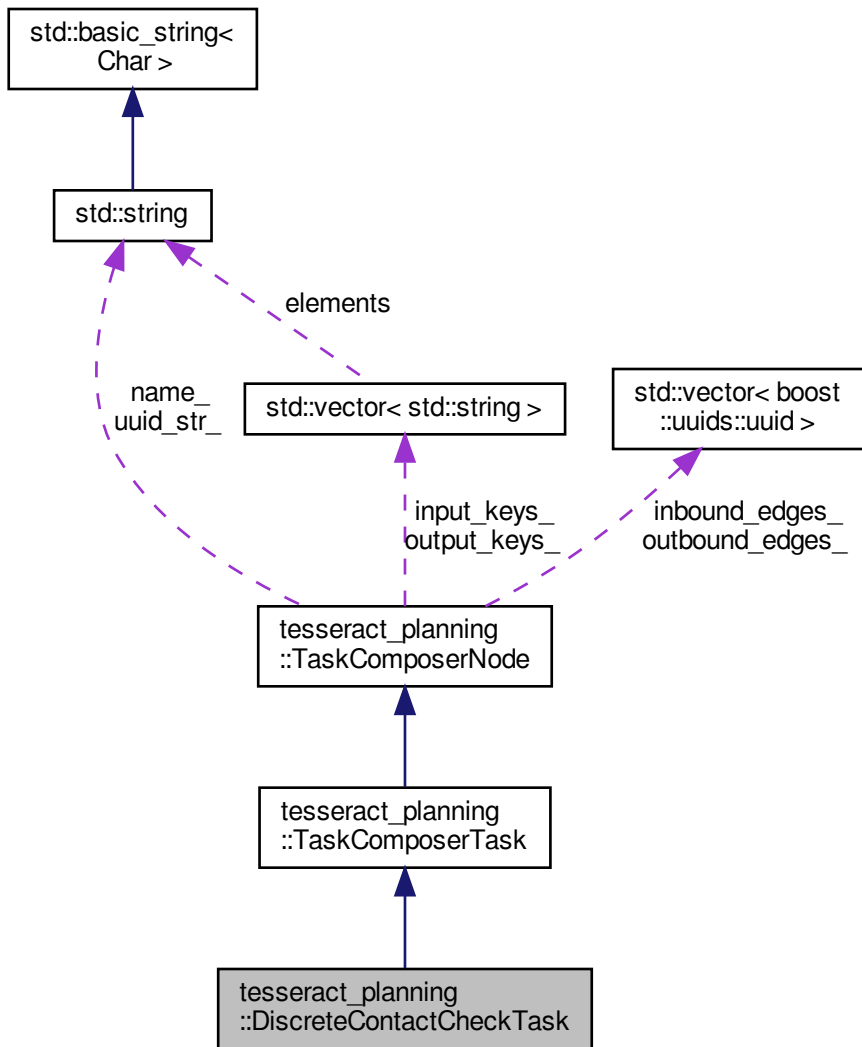 std::basic_string<
Char >
std::string
elements
name_
uuid_str_
std::vector< std::string >
std::vector< boost
::uuids::uuid >
input_keys_
output_keys_
inbound_edges_
outbound_edges_
tesseract_planning
::TaskComposerNode
tesseract_planning
::TaskComposerTask
tesseract_planning
::DiscreteContactCheckTask